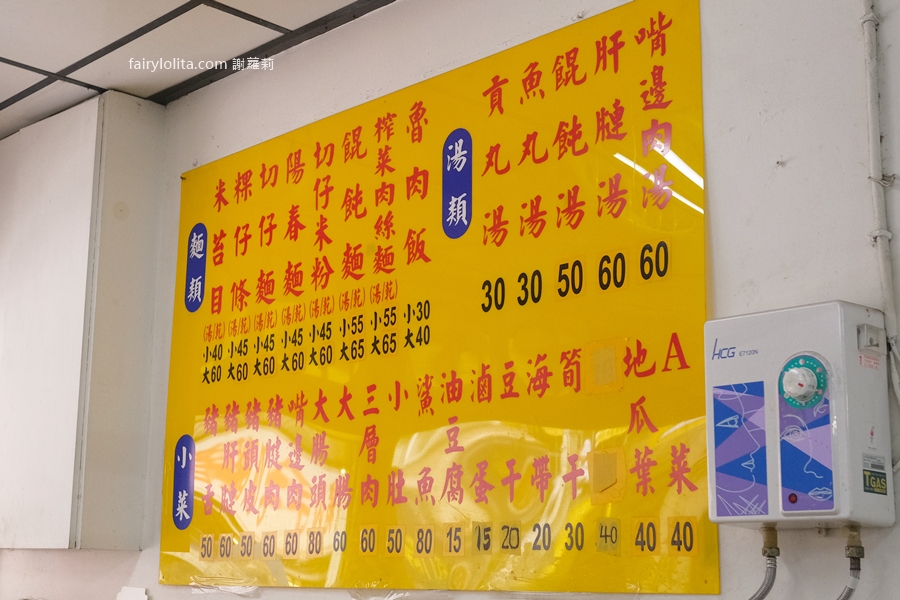 fairylolita.com 謝蘿莉
湯類
嘴邊肉湯 60
肝腱湯 60
餛飩湯 50
魚丸湯 30
貢丸湯 30
麵類
魯肉飯 小30 大40
榨菜肉絲麵 (湯/乾) 小55 大65
餛飩麵 (湯/乾) 小55 大65
切仔米粉 (湯/乾) 小45 大60
陽春麵 (湯/乾) 小45 大60
切仔麵 (湯/乾) 小45 大60
粿仔條 (湯/乾) 小45 大60
米苔目 (湯/乾) 小40 大60
小菜
A菜 40
地瓜葉 40
40
筍干 30
海帶 20
豆干 20
滷蛋 15
油豆腐 15
鯊魚 80
小肚 50
三層肉 60
大腸 60
大腸頭 80
嘴邊肉 60
豬腱肉 60
豬頭皮 50
豬肝腱 60
豬舌 50
HCG E7120N
TGAS